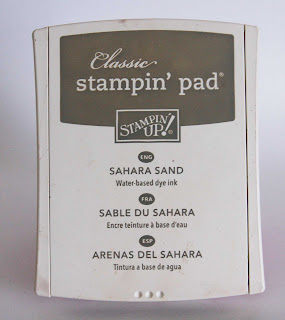 Classic
stampin' pad®
STAMPIN' UP!®
ENG
SAHARA SAND
Water-based dye ink
FRA
SABLE DU SAHARA
Encre teinture à base d'eau
ESP
ARENAS DEL SAHARA
Tintura a base de agua